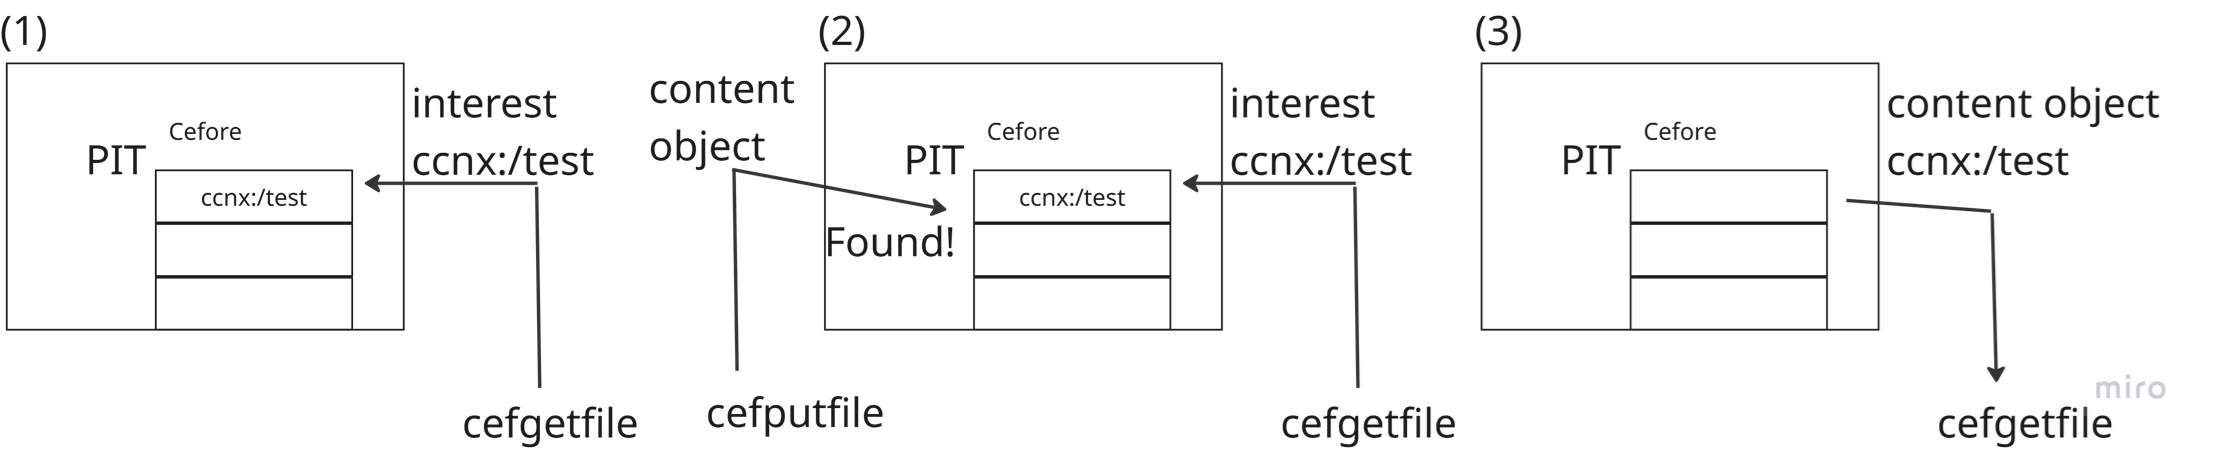 (1)
Cefore
PIT
ccnx:/test
interest
ccnx:/test
cefgetfile
(2)
content
object
Cefore
PIT
ccnx:/test
Found!
interest
ccnx:/test
cefputfile
cefgetfile
(3)
Cefore
PIT
content object
ccnx:/test
cefgetfile
miro